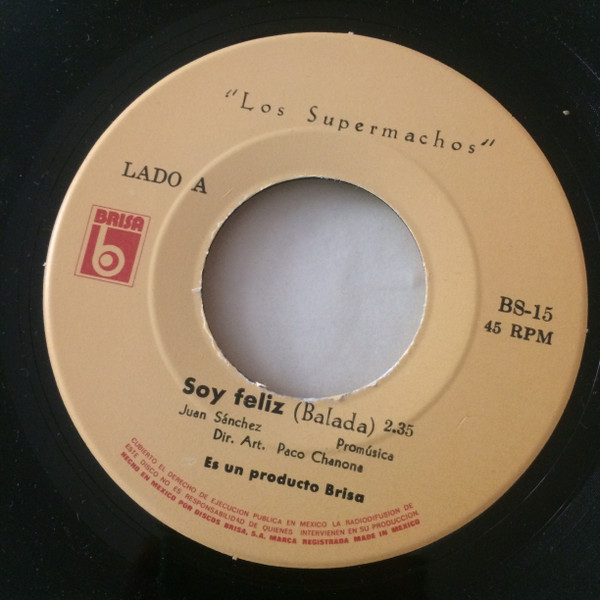 "Los Supermachos"
LADO A
BRISA
b
BS-15
45 RPM
Soy feliz (Balada) 2.35
Juan Sánchez Promúsica
Dir. Art. Paco Chanona
Es un producto Brisa
CUBIERTO EL DERECHO DE EJECUCION PUBLICA EN MEXICO. LA RADIODIFUSION DE
ESTE DISCO NO ES RESPONSABILIDAD DE QUIENES INTERVIENEN EN SU PRODUCCION.
HECHO EN MEXICO POR DISCOS BRISA, S.A. MARCA REGISTRADA MADE IN MEXICO